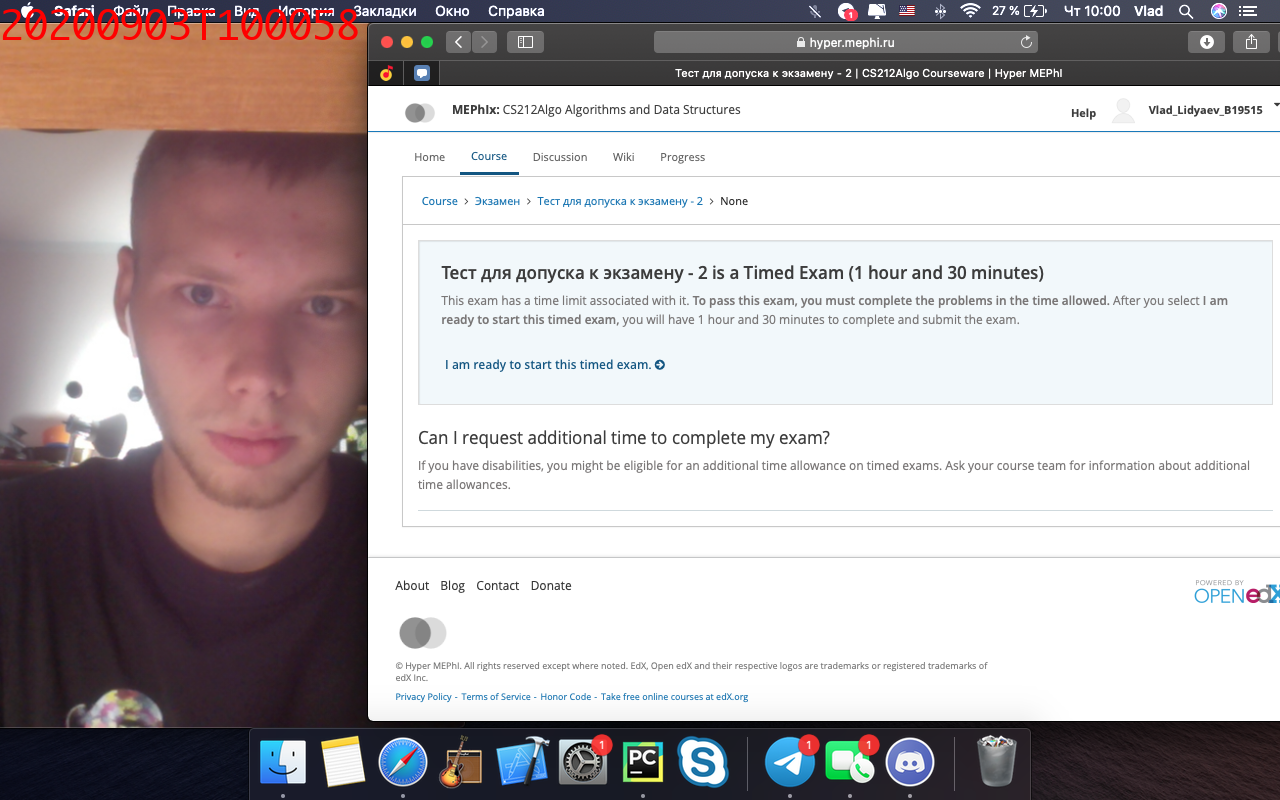 Safari Файл Правка Вид История Закладки Окно Справка 1 27 % Чт 10:00 Vlad
20200903T100058
hyper.mephi.ru
Тест для допуска к экзамену - 2 | CS212Algo Courseware | Hyper MEPhI
MEPhIx: CS212Algo Algorithms and Data Structures
Help Vlad_Lidyaev_B19515
Home Course Discussion Wiki Progress
Course > Экзамен > Тест для допуска к экзамену - 2 > None
Тест для допуска к экзамену - 2 is a Timed Exam (1 hour and 30 minutes)
This exam has a time limit associated with it. To pass this exam, you must complete the problems in the time allowed. After you select I am
ready to start this timed exam, you will have 1 hour and 30 minutes to complete and submit the exam.
I am ready to start this timed exam.
Can I request additional time to complete my exam?
If you have disabilities, you might be eligible for an additional time allowance on timed exams. Ask your course team for information about additional
time allowances.
About Blog Contact Donate
POWERED BY
OPEN edX
© Hyper MEPhI. All rights reserved except where noted. EdX, Open edX and their respective logos are trademarks or registered trademarks of
edX Inc.
Privacy Policy - Terms of Service - Honor Code - Take free online courses at edX.org
1 PC 1 1